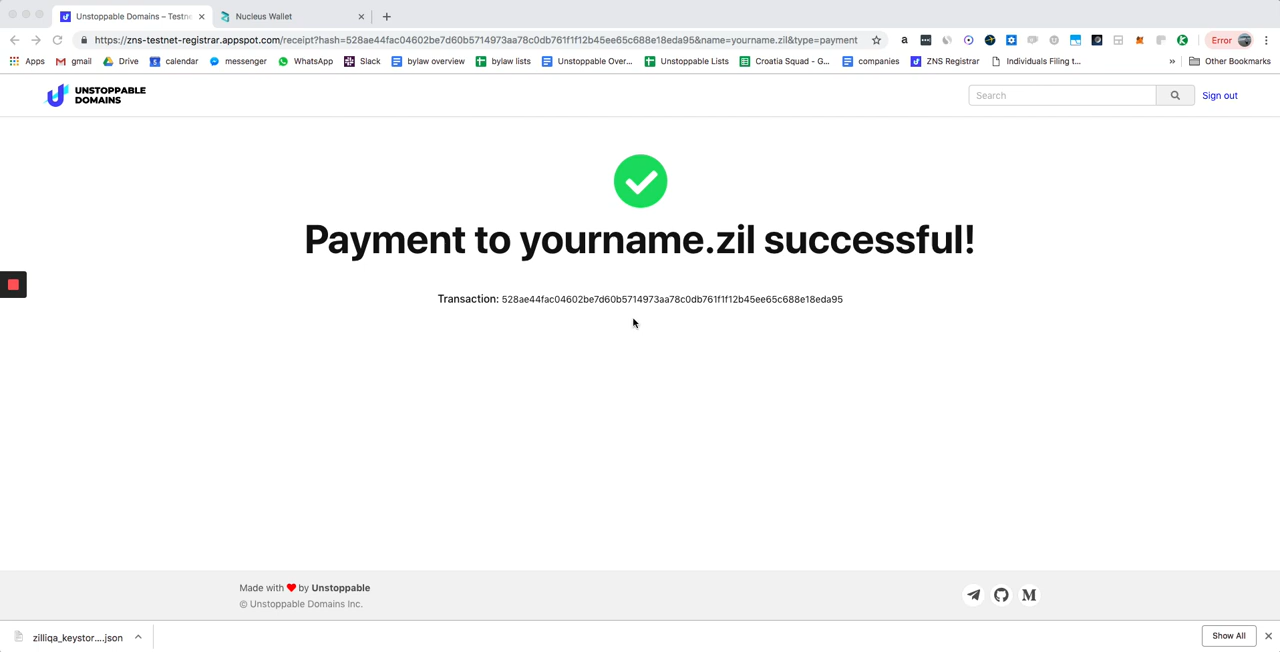 Unstoppable Domains – Testne
Nucleus Wallet
https://zns-testnet-registrar.appspot.com/receipt?hash=528ae44fac04602be7d60b5714973aa78c0db761f1f12b45ee65c688e18eda95&name=yourname.zil&type=payment
Error
Apps gmail Drive calendar messenger WhatsApp Slack bylaw overview bylaw lists Unstoppable Over... Unstoppable Lists Croatia Squad - G... companies ZNS Registrar Individuals Filing t... » Other Bookmarks
UNSTOPPABLE
DOMAINS
Search
Sign out
Payment to yourname.zil successful!
Transaction: 528ae44fac04602be7d60b5714973aa78c0db761f1f12b45ee65c688e18eda95
Made with ❤ by Unstoppable
© Unstoppable Domains Inc.
zilliqa_keystor....json
Show All